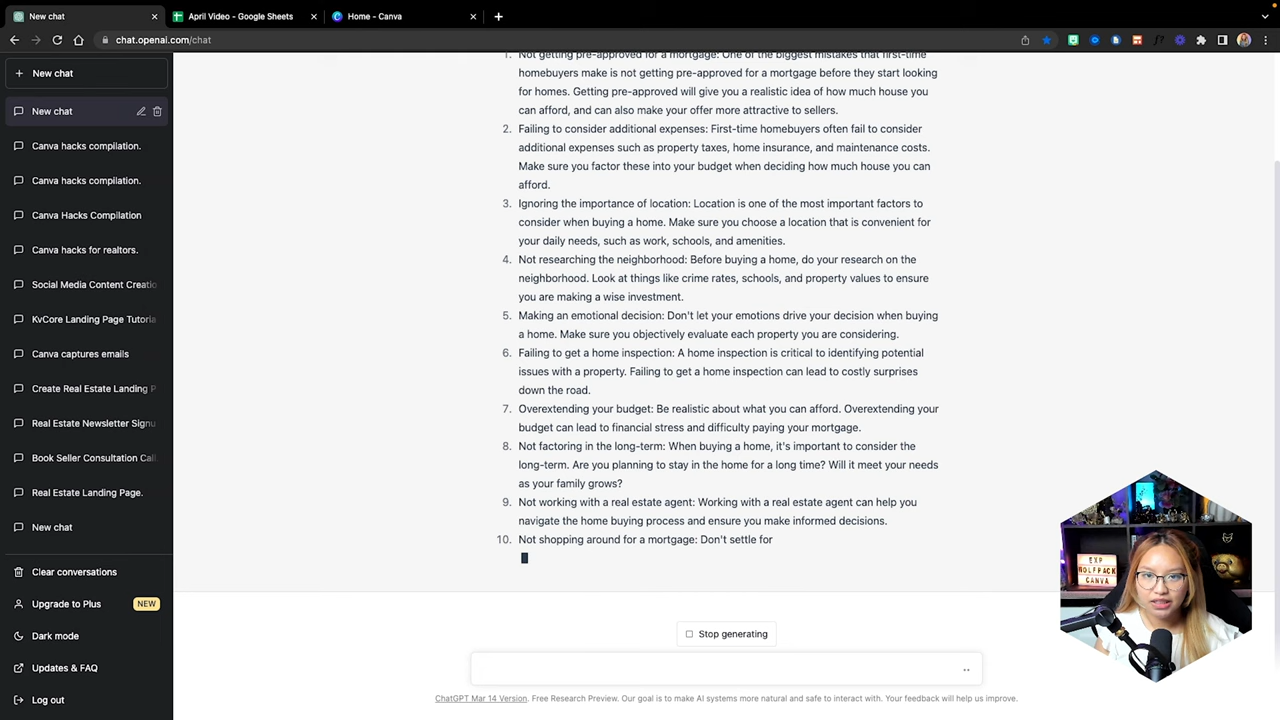 New chat
April Video - Google Sheets
Home - Canva
chat.openai.com/chat
New chat
New chat
Canva hacks compilation.
Canva hacks compilation.
Canva Hacks Compilation
Canva hacks for realtors.
Social Media Content Creatio
KvCore Landing Page Tutoria
Canva captures emails
Create Real Estate Landing P
Real Estate Newsletter Signu
Book Seller Consultation Cal
Real Estate Landing Page.
New chat
Clear conversations
Upgrade to Plus NEW
Dark mode
Updates & FAQ
Log out
1. Not getting pre-approved for a mortgage: One of the biggest mistakes that first-time
homebuyers make is not getting pre-approved for a mortgage before they start looking
for homes. Getting pre-approved will give you a realistic idea of how much house you
can afford, and can also make your offer more attractive to sellers.
2. Failing to consider additional expenses: First-time homebuyers often fail to consider
additional expenses such as property taxes, home insurance, and maintenance costs.
Make sure you factor these into your budget when deciding how much house you can
afford.
3. Ignoring the importance of location: Location is one of the most important factors to
consider when buying a home. Make sure you choose a location that is convenient for
your daily needs, such as work, schools, and amenities.
4. Not researching the neighborhood: Before buying a home, do your research on the
neighborhood. Look at things like crime rates, schools, and property values to ensure
you are making a wise investment.
5. Making an emotional decision: Don't let your emotions drive your decision when buying
a home. Make sure you objectively evaluate each property you are considering.
6. Failing to get a home inspection: A home inspection is critical to identifying potential
issues with a property. Failing to get a home inspection can lead to costly surprises
down the road.
7. Overextending your budget: Be realistic about what you can afford. Overextending your
budget can lead to financial stress and difficulty paying your mortgage.
8. Not factoring in the long-term: When buying a home, it's important to consider the
long-term. Are you planning to stay in the home for a long time? Will it meet your needs
as your family grows?
9. Not working with a real estate agent: Working with a real estate agent can help you
navigate the home buying process and ensure you make informed decisions.
10. Not shopping around for a mortgage: Don't settle for
Stop generating
ChatGPT Mar 14 Version. Free Research Preview. Our goal is to make AI systems more natural and safe to interact with. Your feedback will help us improve.
EXP
WOLFPACK
CANVA